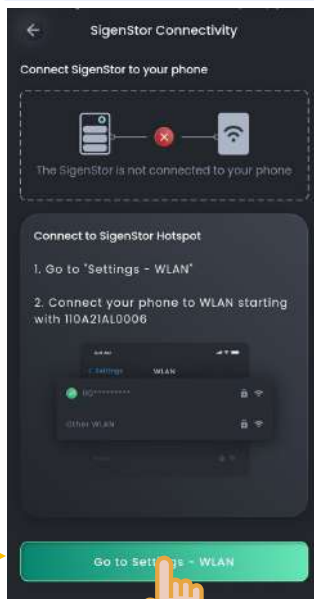 SigenStor Connectivity
Connect SigenStor to your phone
The SigenStor is not connected to your phone
Connect to SigenStor Hotspot
1. Go to "Settings - WLAN"
2. Connect your phone to WLAN starting
with 110A21AL0006
Settings WLAN
110*********
Other WLAN
Go to Settings - WLAN